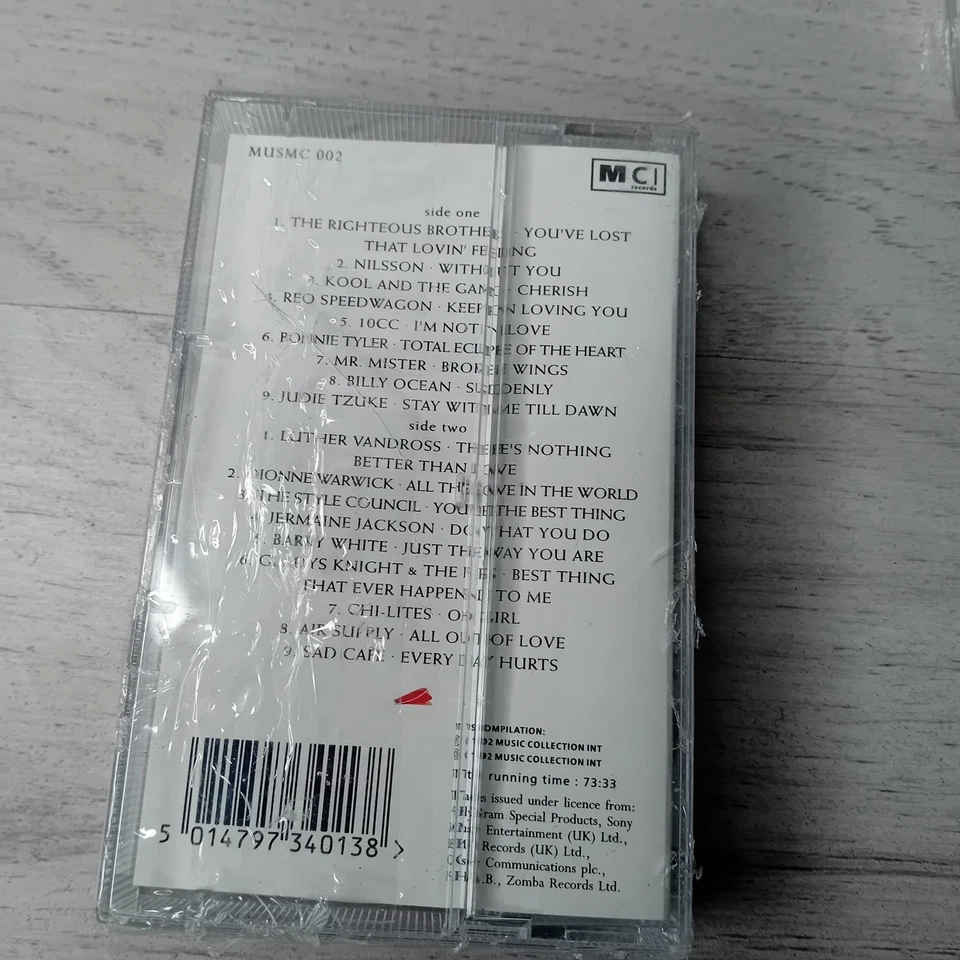 MUSMC 002
MCI
records
side one
1. THE RIGHTEOUS BROTHERS · YOU'VE LOST
THAT LOVIN' FEELING
2. NILSSON · WITHOUT YOU
3. KOOL AND THE GANG · CHERISH
4. REO SPEEDWAGON · KEEP ON LOVING YOU
5. 10CC · I'M NOT IN LOVE
6. BONNIE TYLER · TOTAL ECLIPSE OF THE HEART
7. MR. MISTER · BROKEN WINGS
8. BILLY OCEAN · SUDDENLY
9. JUDIE TZUKE · STAY WITH ME TILL DAWN
side two
1. LUTHER VANDROSS · THERE'S NOTHING
BETTER THAN LOVE
2. DIONNE WARWICK · ALL THE LOVE IN THE WORLD
3. THE STYLE COUNCIL · YOU'RE THE BEST THING
4. JERMAINE JACKSON · DO WHAT YOU DO
5. BARRY WHITE · JUST THE WAY YOU ARE
6. GLADYS KNIGHT & THE PIPS · BEST THING
THAT EVER HAPPENED TO ME
7. CHI-LITES · OH GIRL
8. AIR SUPPLY · ALL OUT OF LOVE
9. SAD CAFE · EVERY DAY HURTS
COMPILATION:
1992 MUSIC COLLECTION INT
1992 MUSIC COLLECTION INT
running time : 73:33
issued under licence from:
Special Products, Sony
Entertainment (UK) Ltd.,
Records (UK) Ltd.,
Communications plc.,
Zomba Records Ltd.
5 014797 340138 >